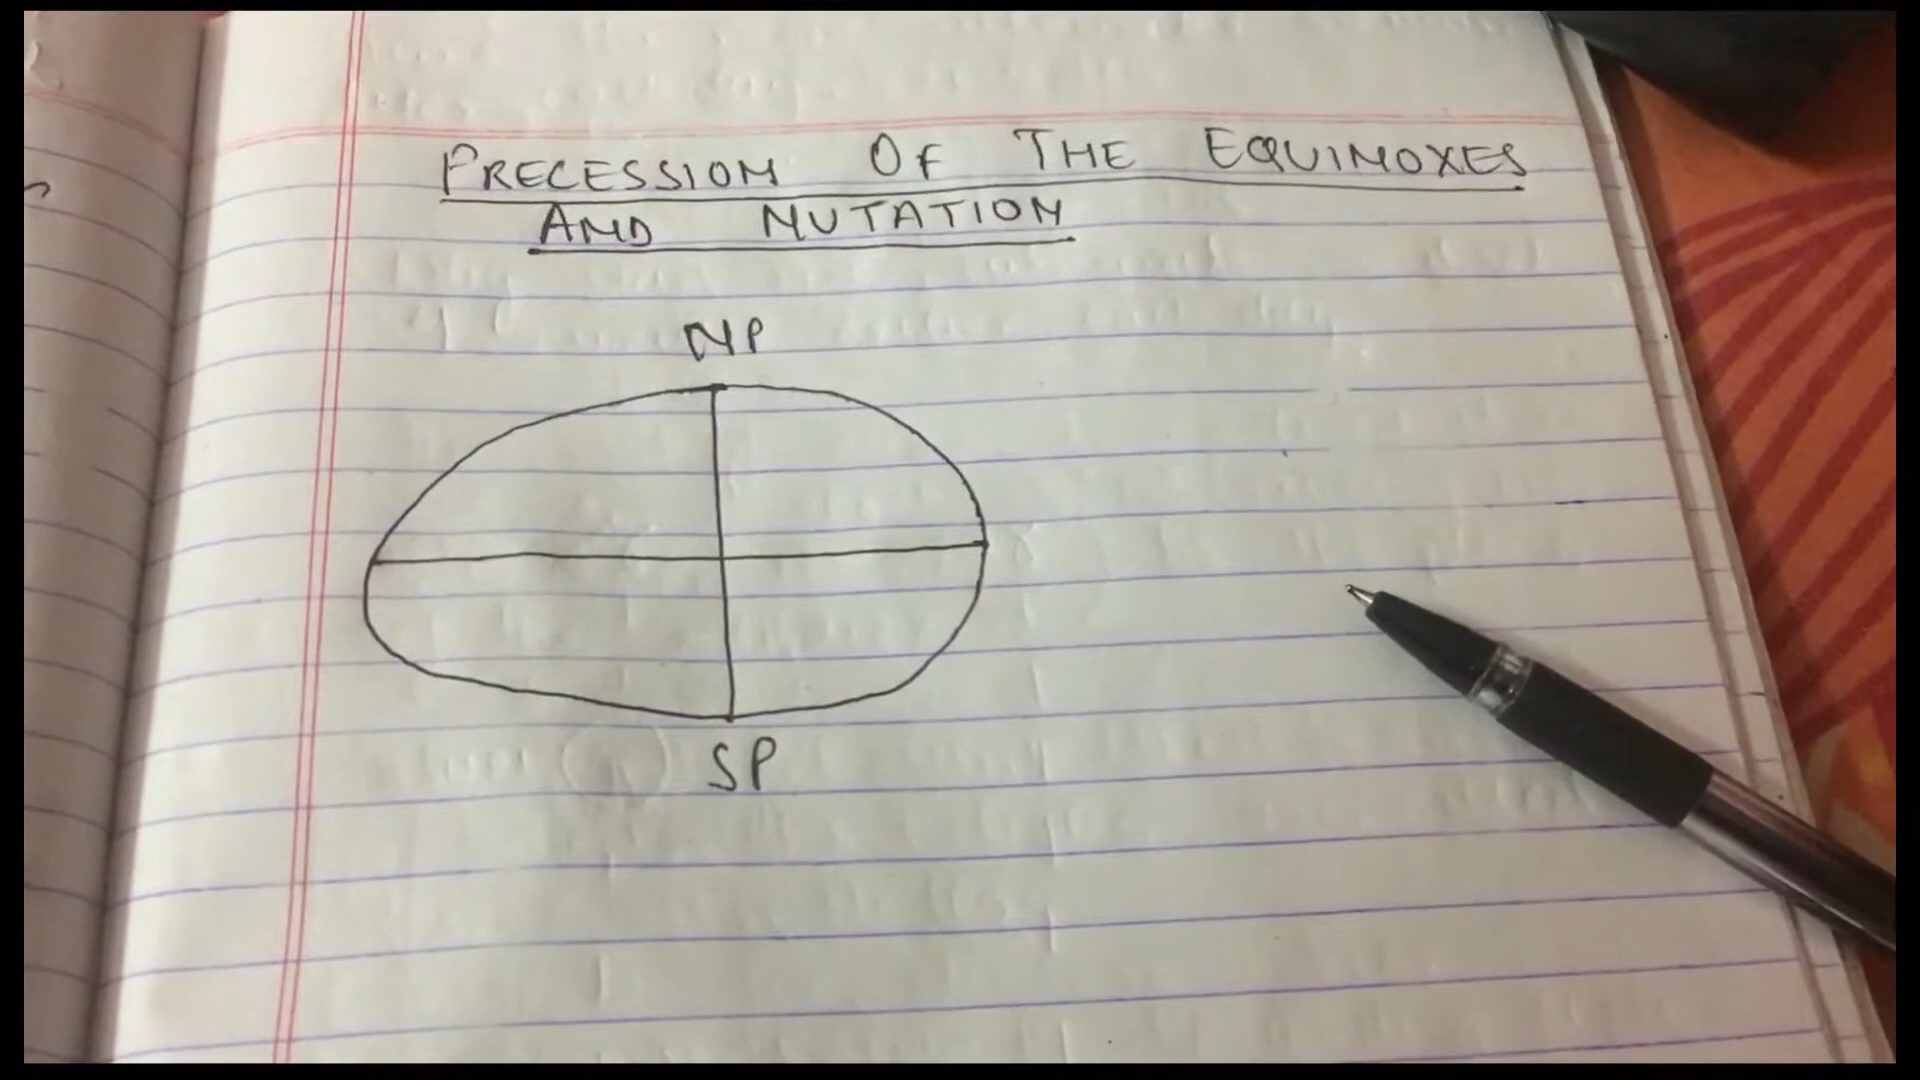 PRECESSION OF THE EQUINOXES
AND NUTATION
NP
SP